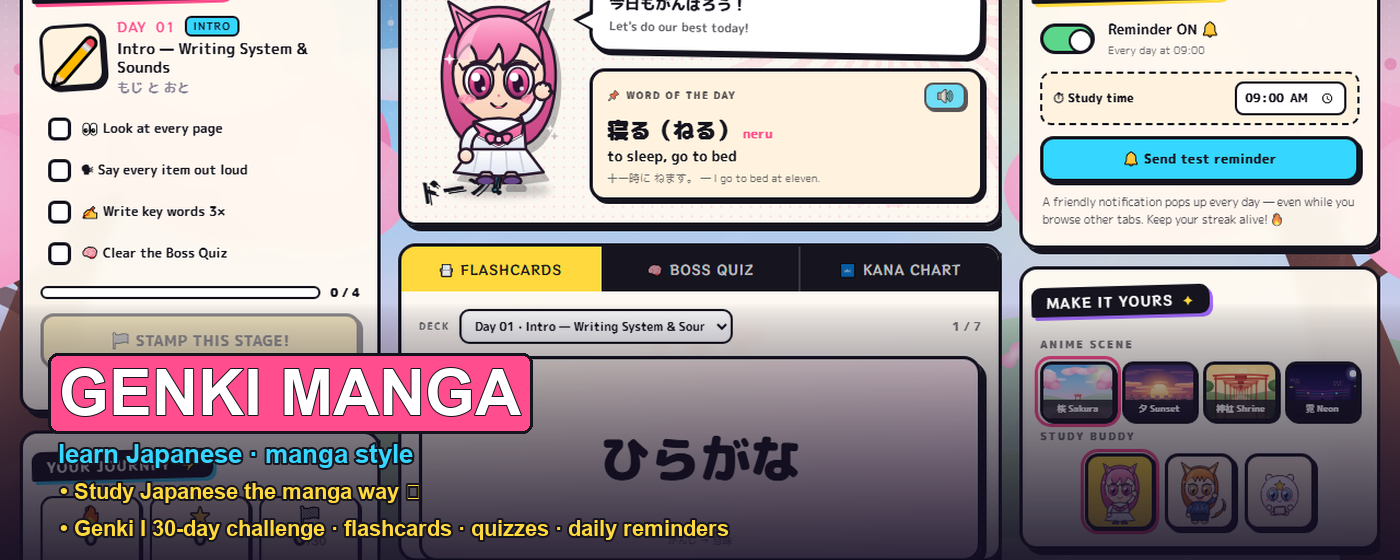 DAY 01 INTRO
Intro — Writing System & Sounds
もじ と おと
Look at every page
Say every item out loud
Write key words 3×
Clear the Boss Quiz
0 / 4
STAMP THIS STAGE!
YOUR JOURNEY
今日もがんばろう！
Let's do our best today!
ドーン
WORD OF THE DAY
寝る（ねる） neru
to sleep, go to bed
十一時に ねます。 — I go to bed at eleven.
FLASHCARDS
BOSS QUIZ
KANA CHART
DECK
Day 01 · Intro — Writing System & Sour
1 / 7
ひらがな
Reminder ON
Every day at 09:00
Study time
09:00 AM
Send test reminder
A friendly notification pops up every day — even while you
browse other tabs. Keep your streak alive!
MAKE IT YOURS
ANIME SCENE
桜 Sakura
夕 Sunset
神社 Shrine
Neon
STUDY BUDDY
GENKI MANGA
learn Japanese · manga style
• Study Japanese the manga way
• Genki I 30-day challenge · flashcards · quizzes · daily reminders